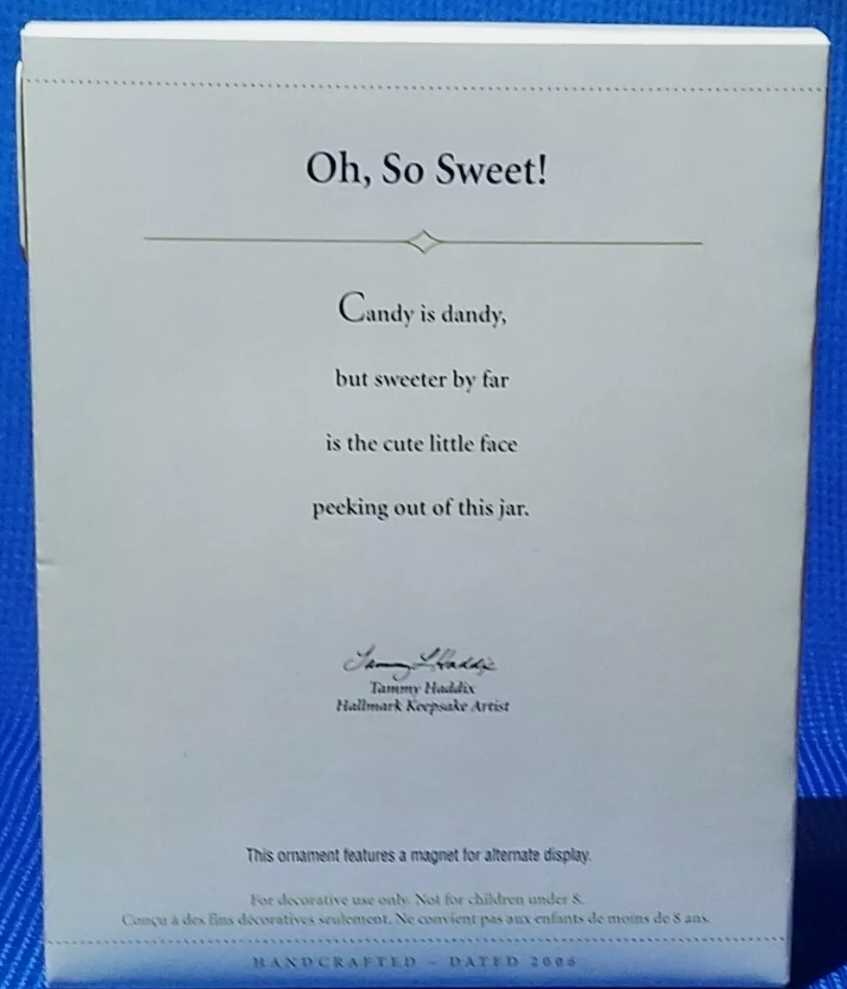 Oh, So Sweet!
Candy is dandy,
but sweeter by far
is the cute little face
peeking out of this jar.
Tammy L Haddix
Tammy Haddix
Hallmark Keepsake Artist
This ornament features a magnet for alternate display.
For decorative use only. Not for children under 8.
Conçu à des fins décoratives seulement. Ne convient pas aux enfants de moins de 8 ans.
HANDCRAFTED – DATED 2006